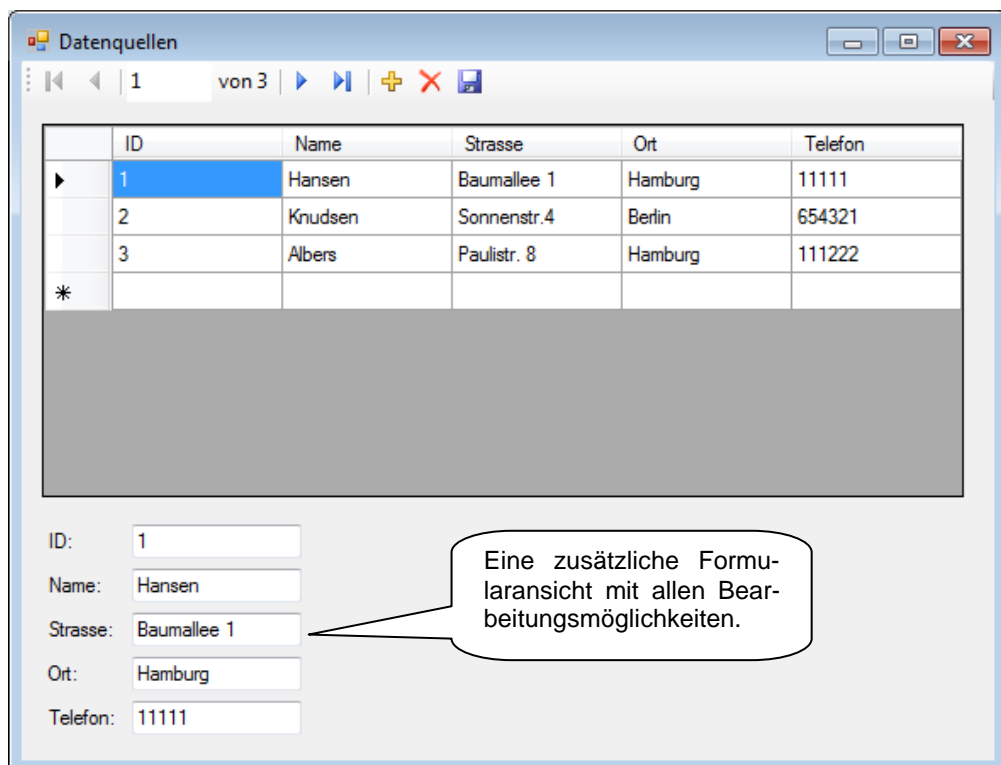 Datenquellen
1 von 3
ID Name Strasse Ort Telefon
1 Hansen Baumallee 1 Hamburg 11111
2 Knudsen Sonnenstr.4 Berlin 654321
3 Albers Paulistr. 8 Hamburg 111222
ID: 1
Name: Hansen
Strasse: Baumallee 1
Ort: Hamburg
Telefon: 11111
Eine zusätzliche Formu-
laransicht mit allen Bear-
beitungsmöglichkeiten.